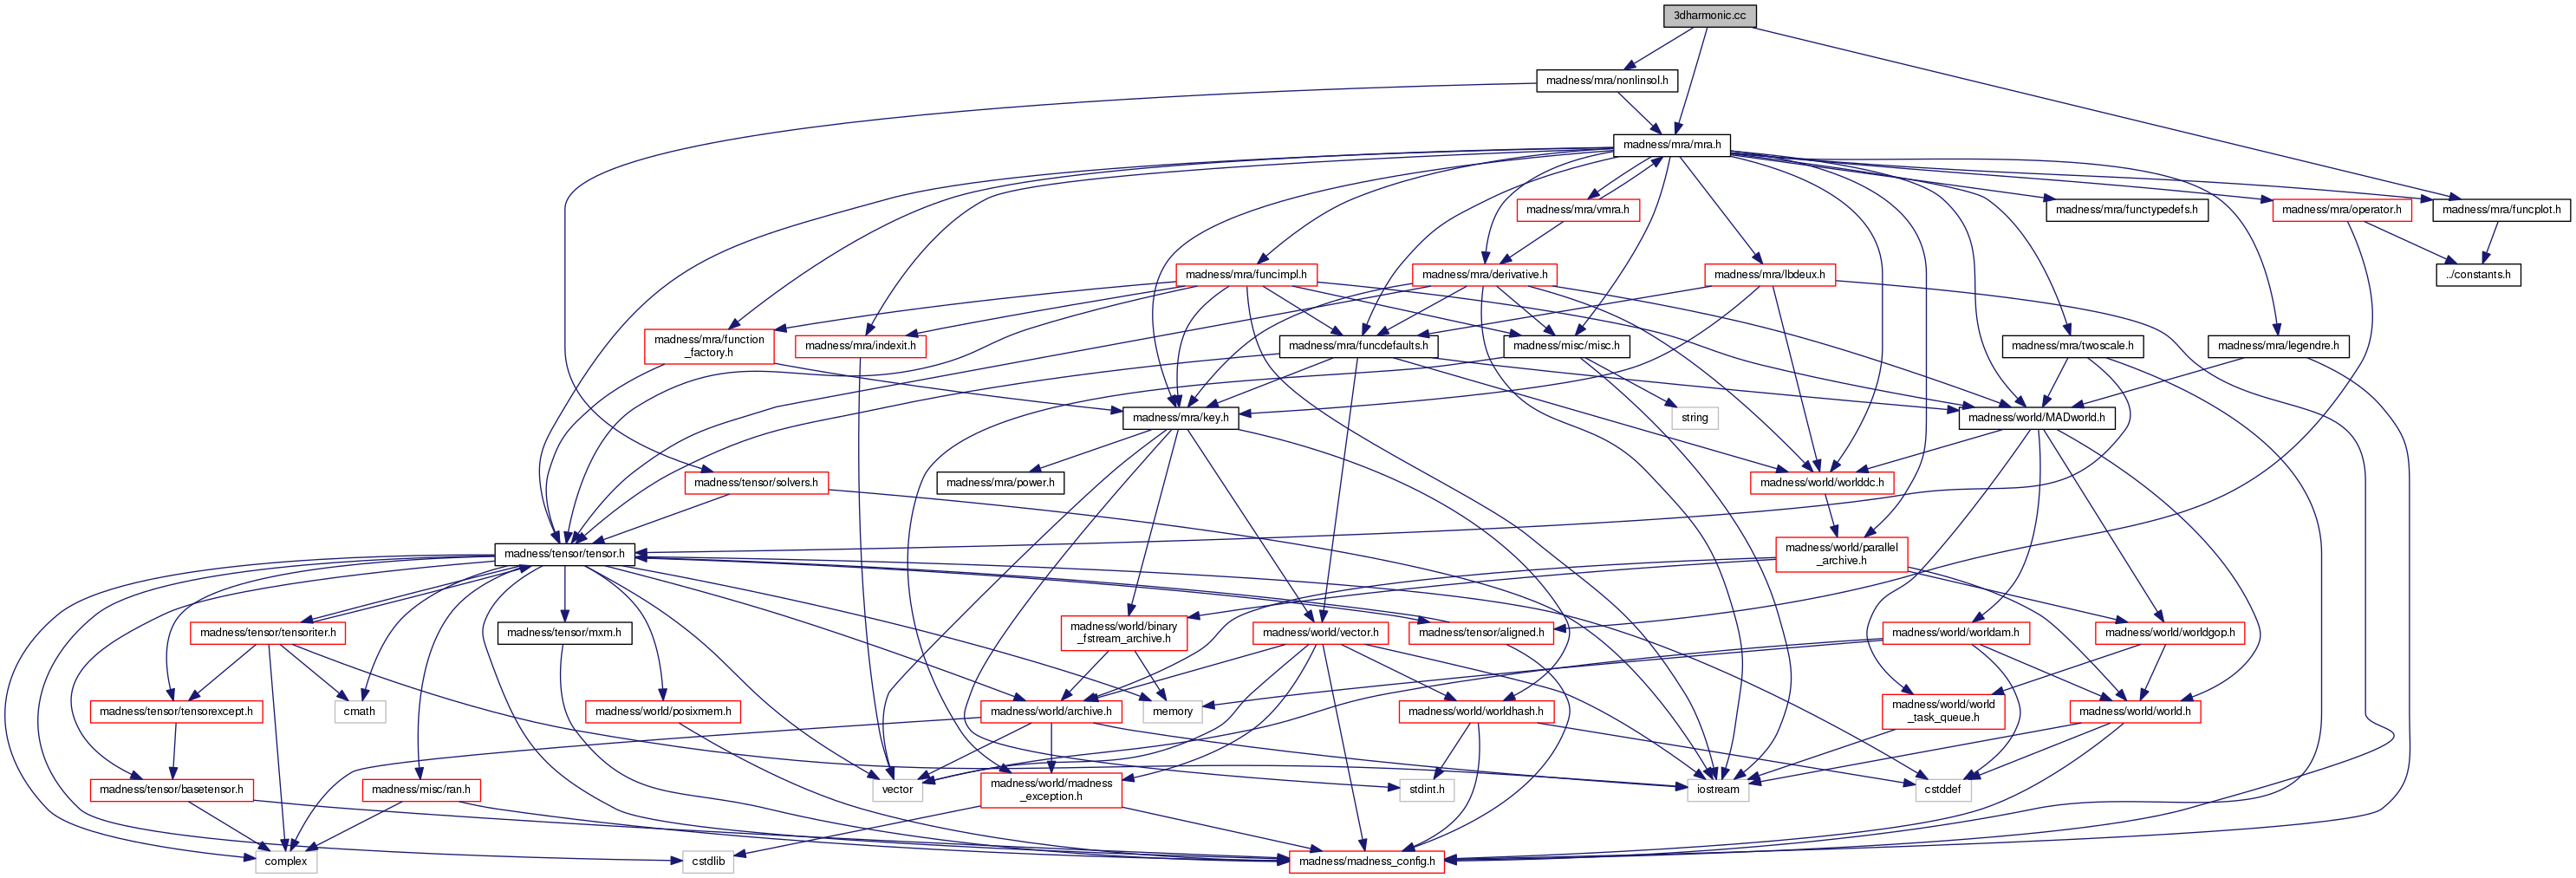 3dharmonic.cc
madness/mra/nonlinsol.h
madness/mra/mra.h
madness/mra/vmra.h
madness/mra/functypedefs.h
madness/mra/operator.h
madness/mra/funcplot.h
madness/mra/funcimpl.h
madness/mra/derivative.h
madness/mra/lbdeux.h
../constants.h
madness/mra/function
_factory.h
madness/mra/indexit.h
madness/mra/funcdefaults.h
madness/misc/misc.h
madness/mra/twoscale.h
madness/mra/legendre.h
madness/mra/key.h
string
madness/world/MADworld.h
madness/tensor/solvers.h
madness/mra/power.h
madness/world/worlddc.h
madness/tensor/tensor.h
madness/world/parallel
_archive.h
madness/tensor/tensoriter.h
madness/tensor/mxm.h
madness/world/binary
_fstream_archive.h
madness/world/vector.h
madness/tensor/aligned.h
madness/world/worldam.h
madness/world/worldgop.h
madness/tensor/tensorexcept.h
cmath
madness/world/posixmem.h
madness/world/archive.h
memory
madness/world/worldhash.h
madness/world/world
_task_queue.h
madness/world/world.h
madness/tensor/basetensor.h
madness/misc/ran.h
vector
madness/world/madness
_exception.h
stdint.h
iostream
cstddef
complex
cstdlib
madness/madness_config.h